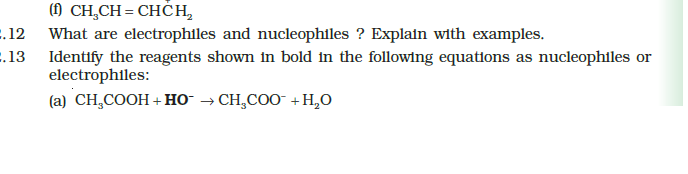 (f) CH₃CH = CHCH₂
.12 What are electrophiles and nucleophiles ? Explain with examples.
.13 Identify the reagents shown in bold in the following equations as nucleophiles or
electrophiles:
(a) CH₃COOH + HO⁻ → CH₃COO⁻ + H₂O